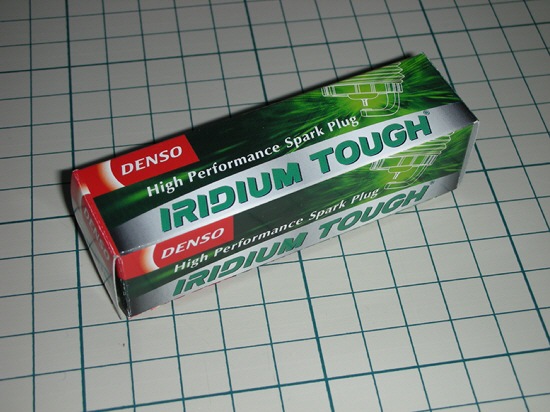 DENSO
High Performance Spark Plug
IRIDIUM TOUGH®
DENSO
High Performance Spark Plug
IRIDIUM TOUGH